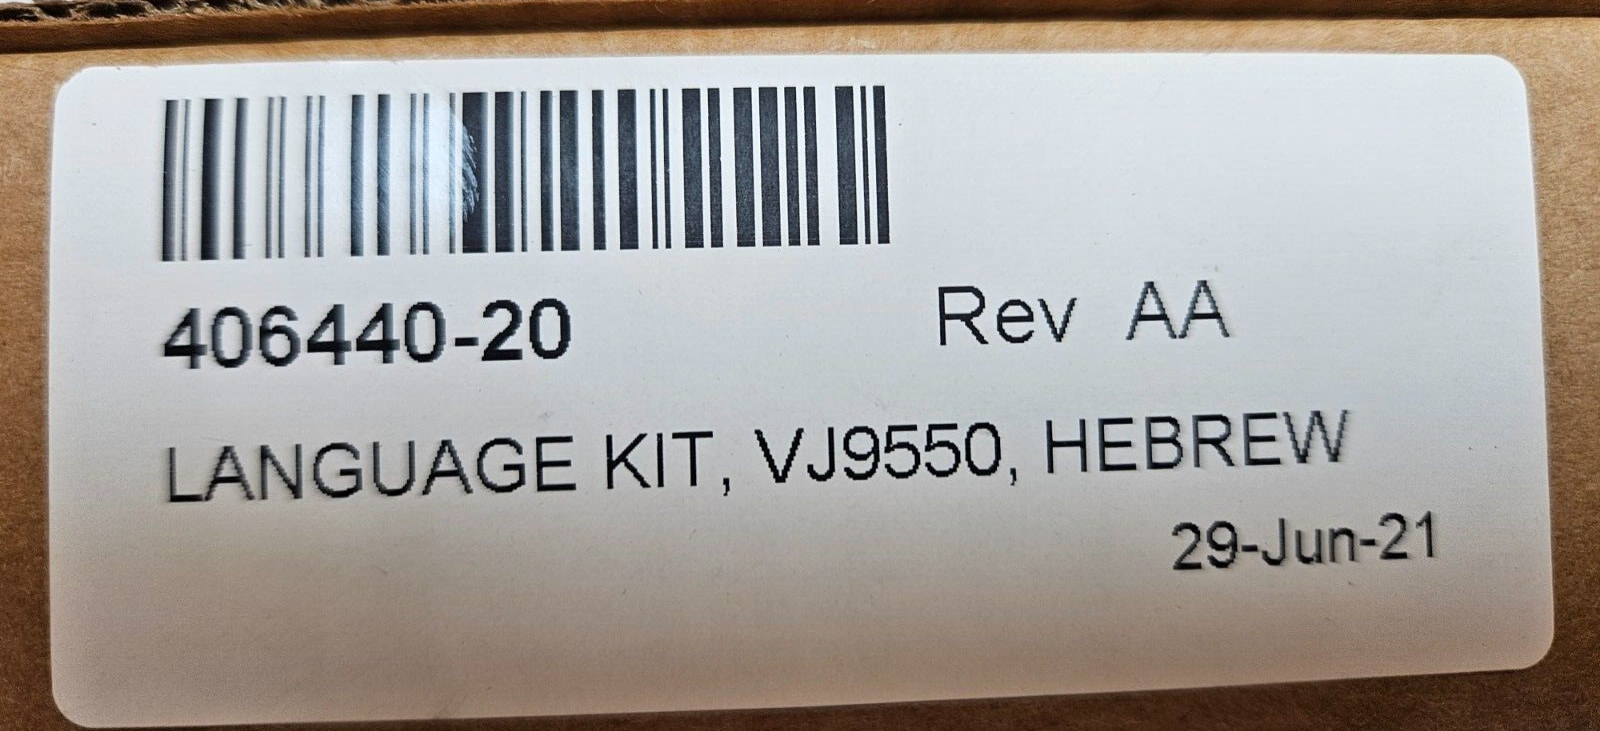 406440-20 Rev AA
LANGUAGE KIT, VJ9550, HEBREW
29-Jun-21